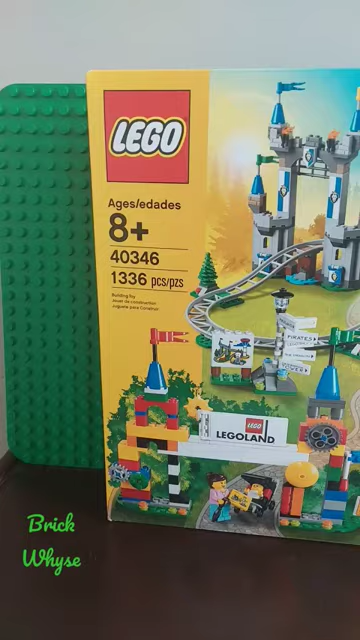 LEGO
Ages/edades
8+
40346
1336 pcs/pzs
Building Toy
Jouet de construction
Juguete para Construir
PIRATES
LEGO
LEGOLAND
Brick
Whyse